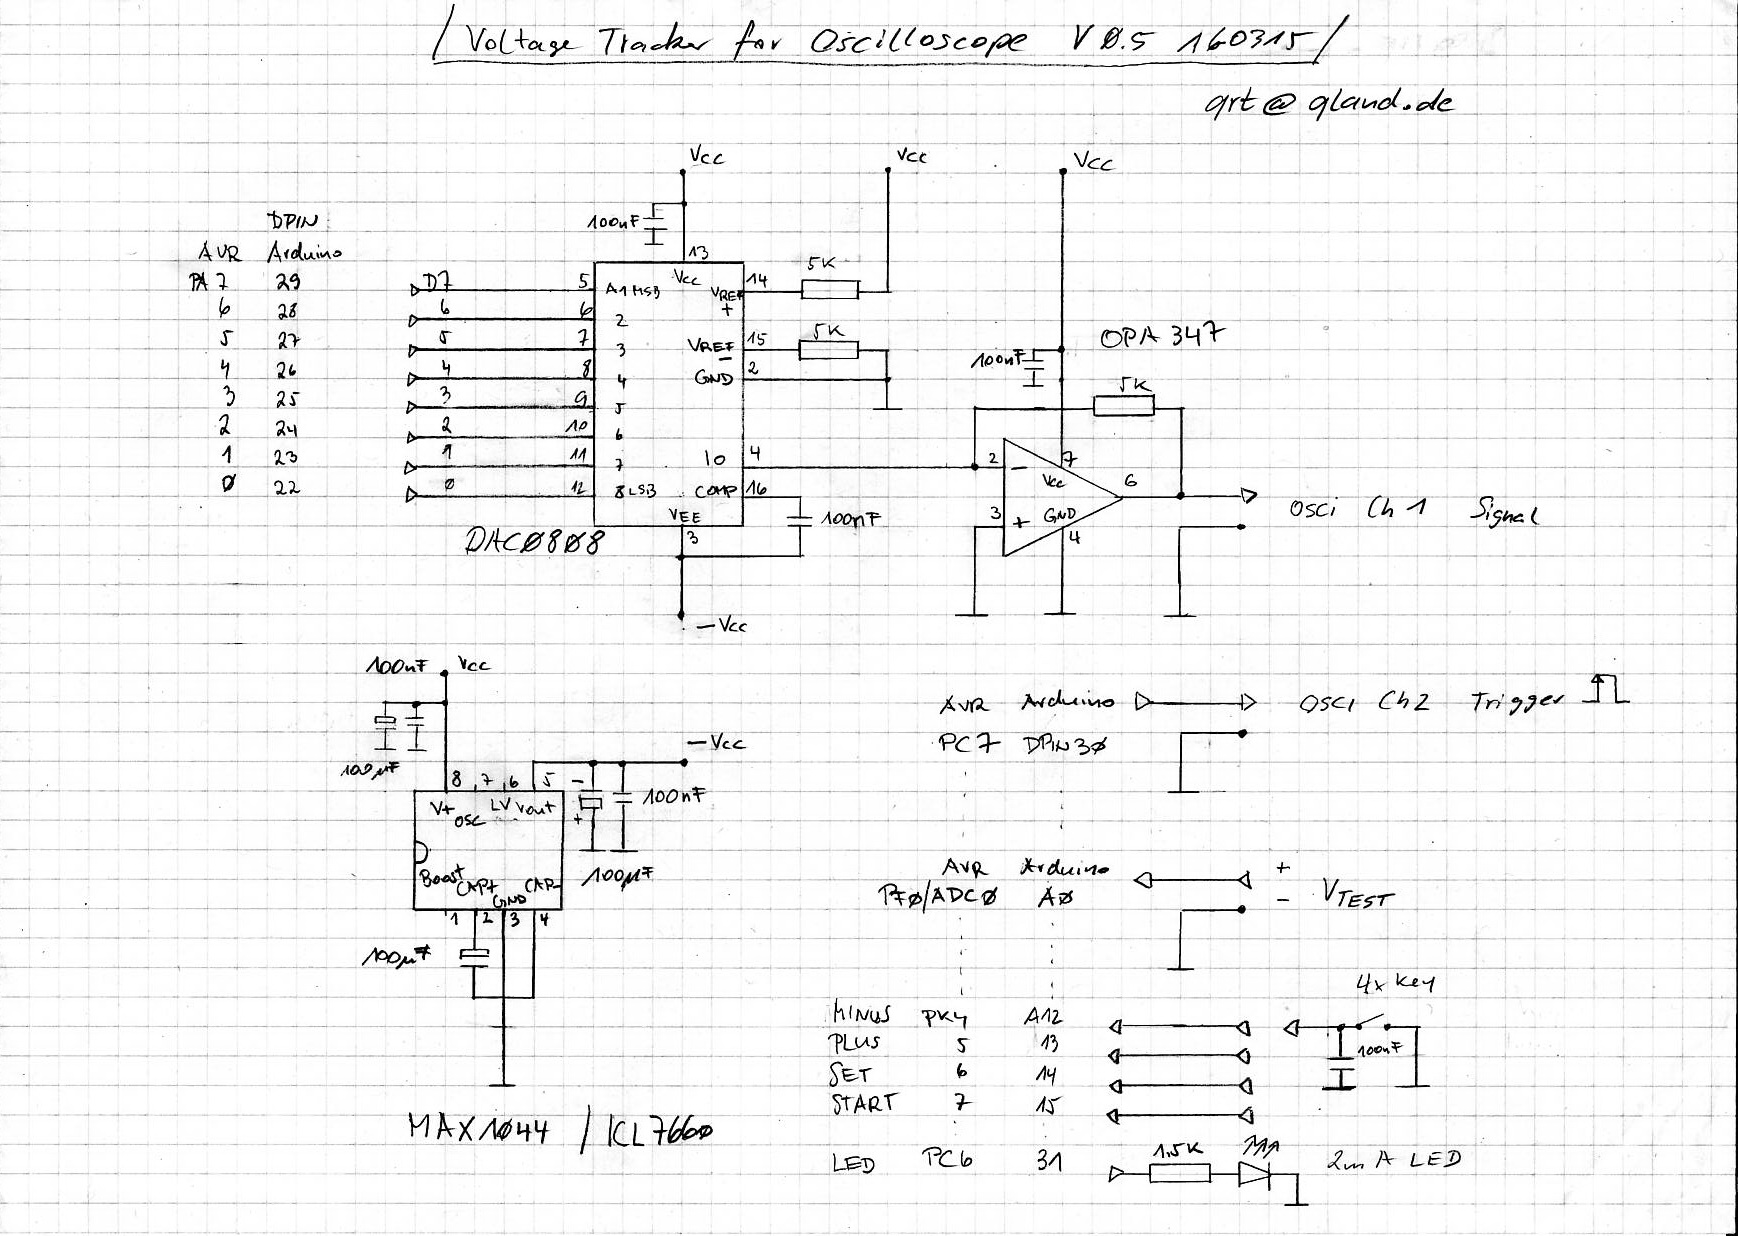 /Voltage Tracker for Oscilloscope V0.5 160315/
qrt@qland.de
Vcc Vcc Vcc
DPIN
AVR Arduino
100nF 13
PA 7 29 D7 5 A1 MSB Vcc VREF+ 14 5K
6 28 6 6 2
5 27 5 7 3 VREF- 15 5K
OPA 347
4 26 4 8 4 GND 2
100nF 5K
3 25 3 9 5
2 24 2 10 6
1 23 1 11 7 IO 4
0 22 0 12 8 LSB COMP 16
2 - 7 Vcc 6
3 + GND 4
VEE 3 100nF
DAC0808
Osci Ch 1 Signal
-Vcc
100nF Vcc
100µF
-Vcc
8 7 6 5 -
V+ OSC LV Vout + 100nF
100µF
Boost CAP+ GND CAP-
1 2 3 4
100µF
MAX1044 / ICL7660
AVR Arduino Osci Ch2 Trigger
PC7 DPIN30
AVR Arduino +
PF0/ADC0 A0 - VTEST
4x Key
MINUS PK4 A12
PLUS 5 13 100nF
SET 6 14
START 7 15
LED PC6 31 1.5K 2mA LED